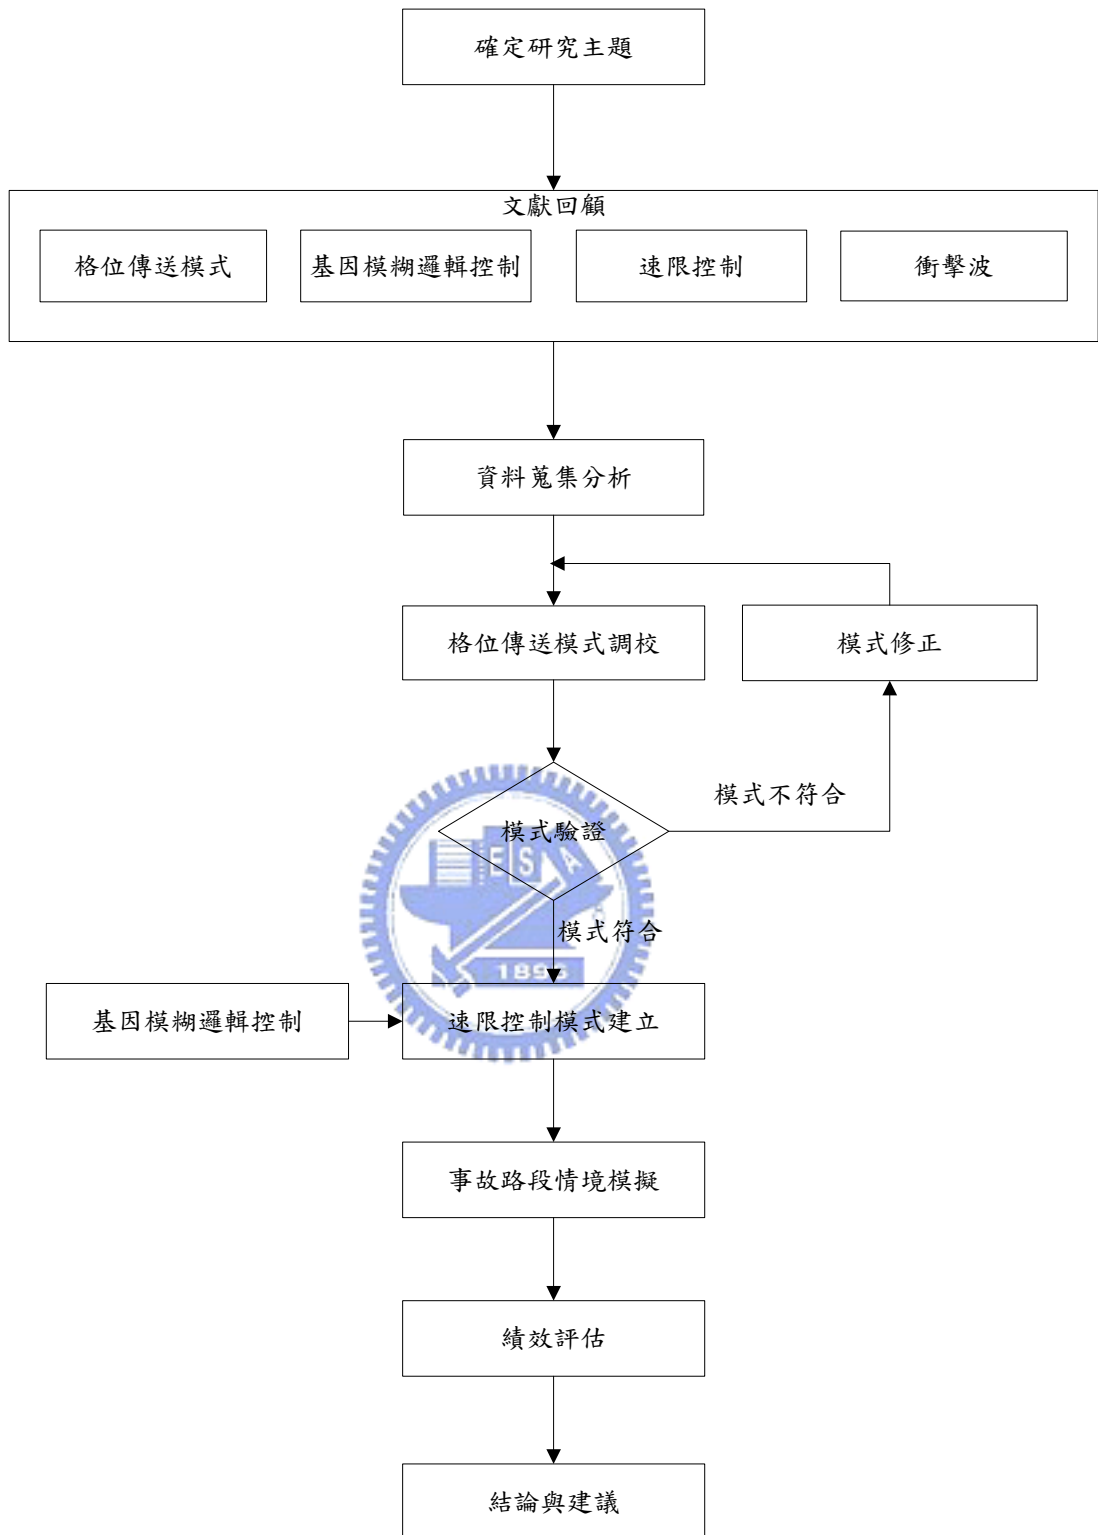 確定研究主題
文獻回顧
格位傳送模式
基因模糊邏輯控制
速限控制
衝擊波
資料蒐集分析
格位傳送模式調校
模式修正
模式不符合
模式驗證
E S A
模式符合
1896
基因模糊邏輯控制
速限控制模式建立
事故路段情境模擬
績效評估
結論與建議